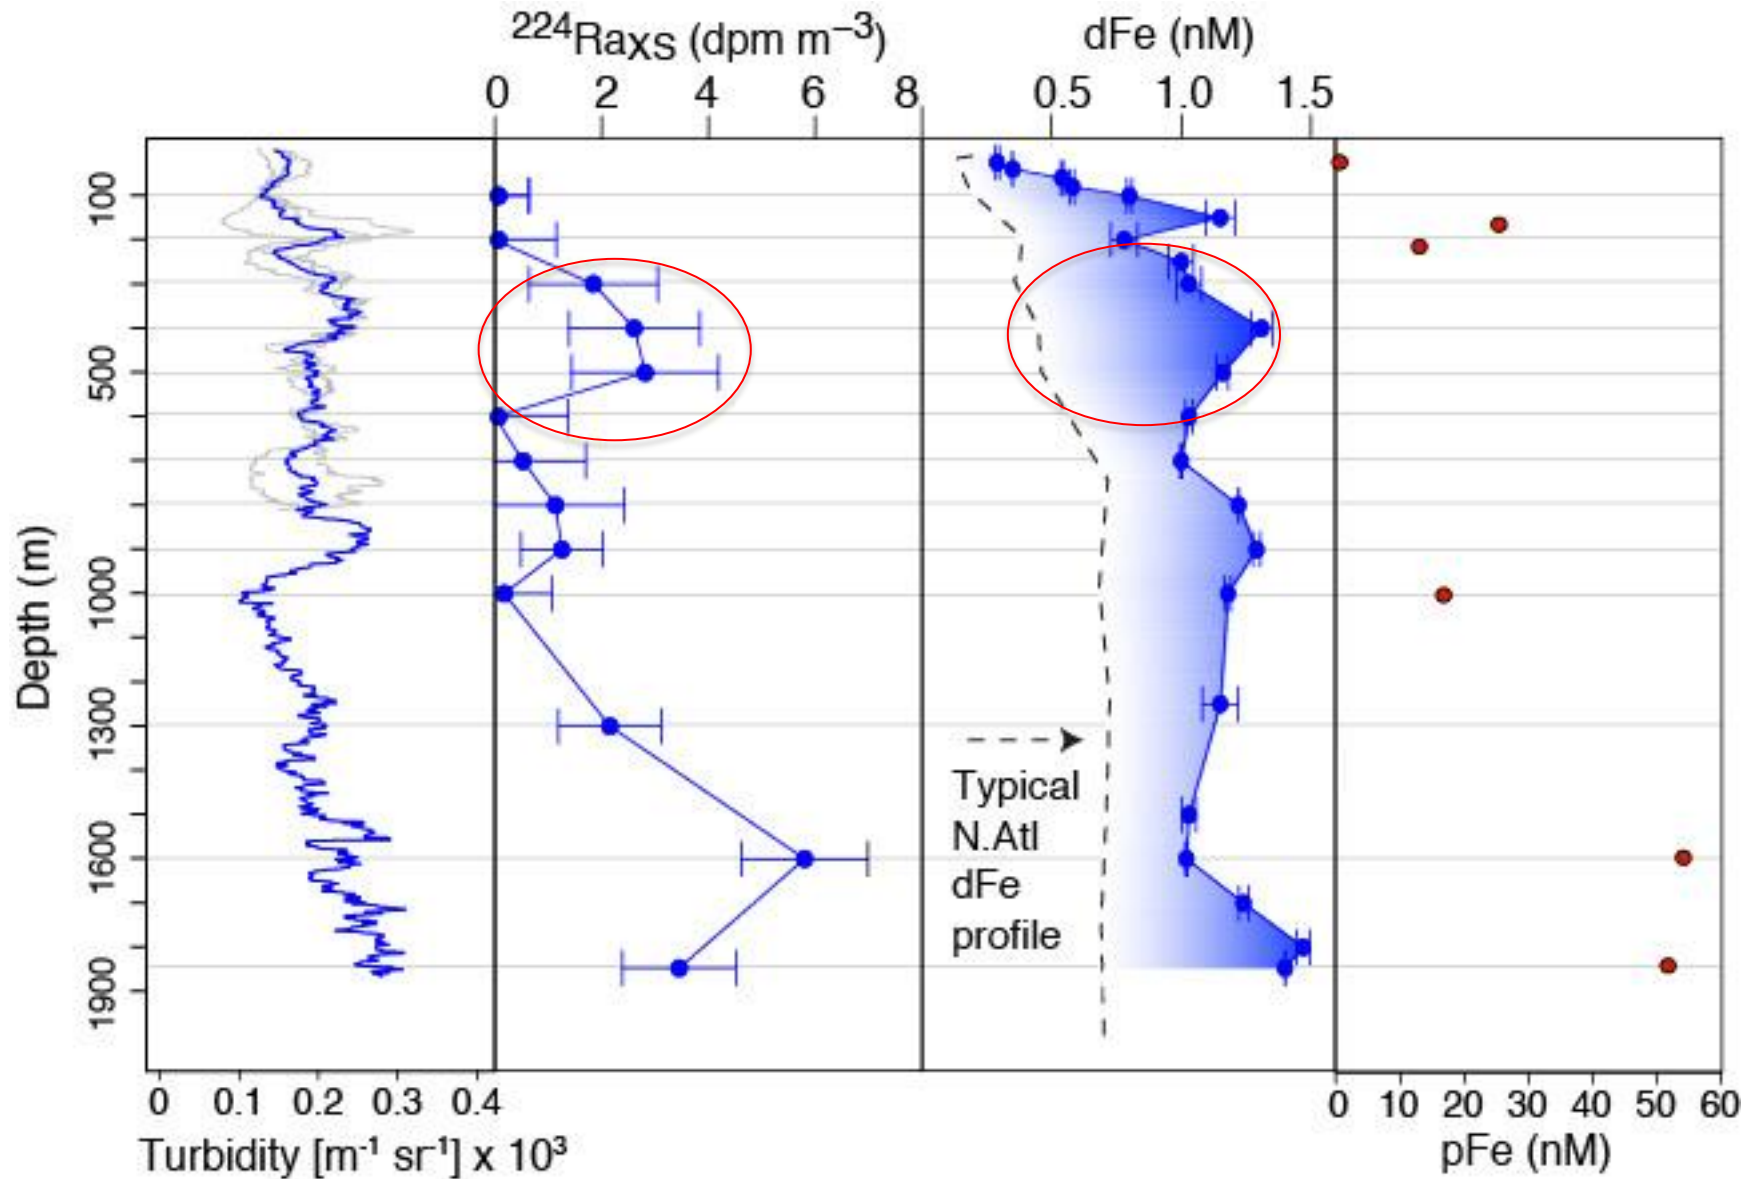 ²²⁴Raxs (dpm m⁻³)
dFe (nM)
0 2 4 6 8
0.5 1.0 1.5
Depth (m)
100
500
1000
1300
1600
1900
Typical
N.Atl
dFe
profile
0 0.1 0.2 0.3 0.4
0 10 20 30 40 50 60
Turbidity [m⁻¹ sr⁻¹] x 10³
pFe (nM)